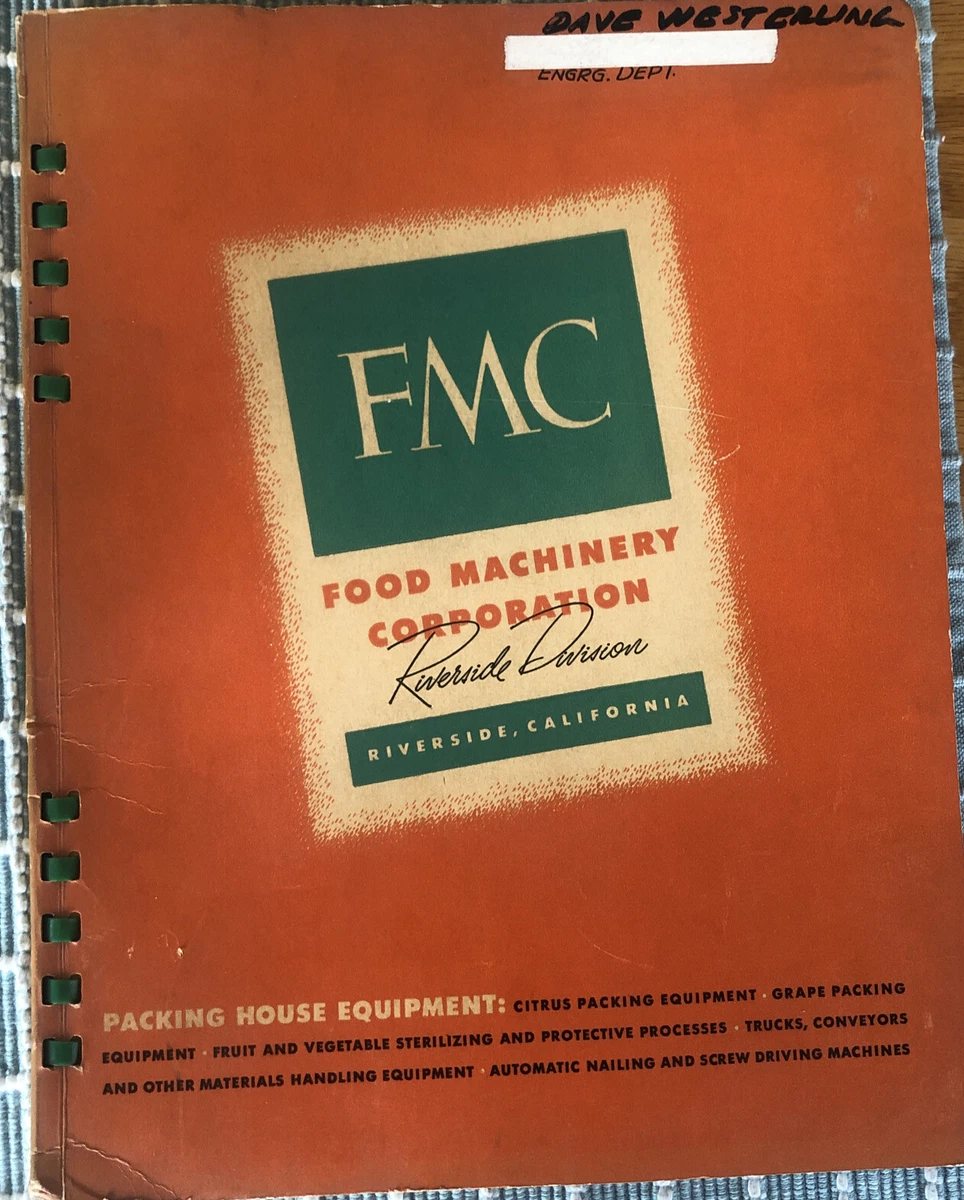 DAVE WESTERLING
ENGRG. DEPT.
FMC
FOOD MACHINERY
CORPORATION
Riverside Division
RIVERSIDE, CALIFORNIA
PACKING HOUSE EQUIPMENT: CITRUS PACKING EQUIPMENT · GRAPE PACKING
EQUIPMENT · FRUIT AND VEGETABLE STERILIZING AND PROTECTIVE PROCESSES · TRUCKS, CONVEYORS
AND OTHER MATERIALS HANDLING EQUIPMENT · AUTOMATIC NAILING AND SCREW DRIVING MACHINES